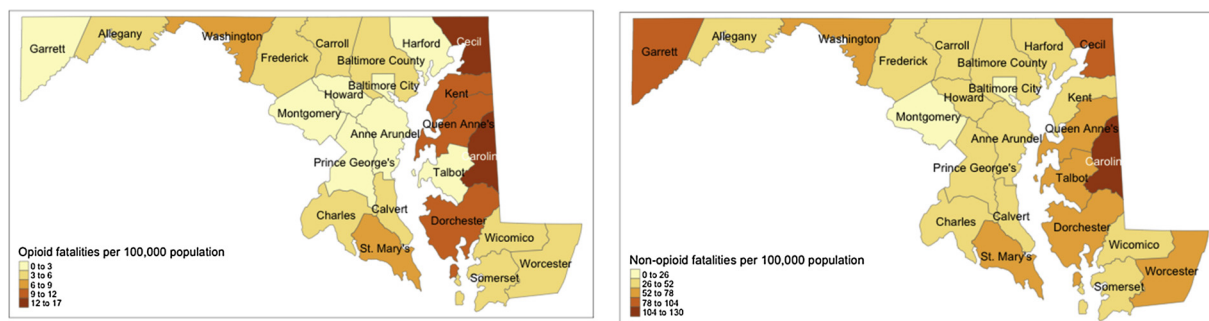 Garrett
Allegany
Washington
Frederick
Carroll
Harford
Cecil
Baltimore County
Baltimore City
Howard
Montgomery
Kent
Queen Anne's
Anne Arundel
Prince George's
Carolin
Talbot
Charles
Calvert
Dorchester
St. Mary's
Wicomico
Worcester
Somerset
Opioid fatalities per 100,000 population
0 to 3
3 to 6
6 to 9
9 to 12
12 to 17
Garrett
Allegany
Washington
Frederick
Carroll
Harford
Cecil
Baltimore County
Baltimore City
Howard
Montgomery
Kent
Queen Anne's
Anne Arundel
Prince George's
Carolin
Talbot
Charles
Calvert
Dorchester
St. Mary's
Wicomico
Worcester
Somerset
Non-opioid fatalities per 100,000 population
0 to 26
26 to 52
52 to 78
78 to 104
104 to 130